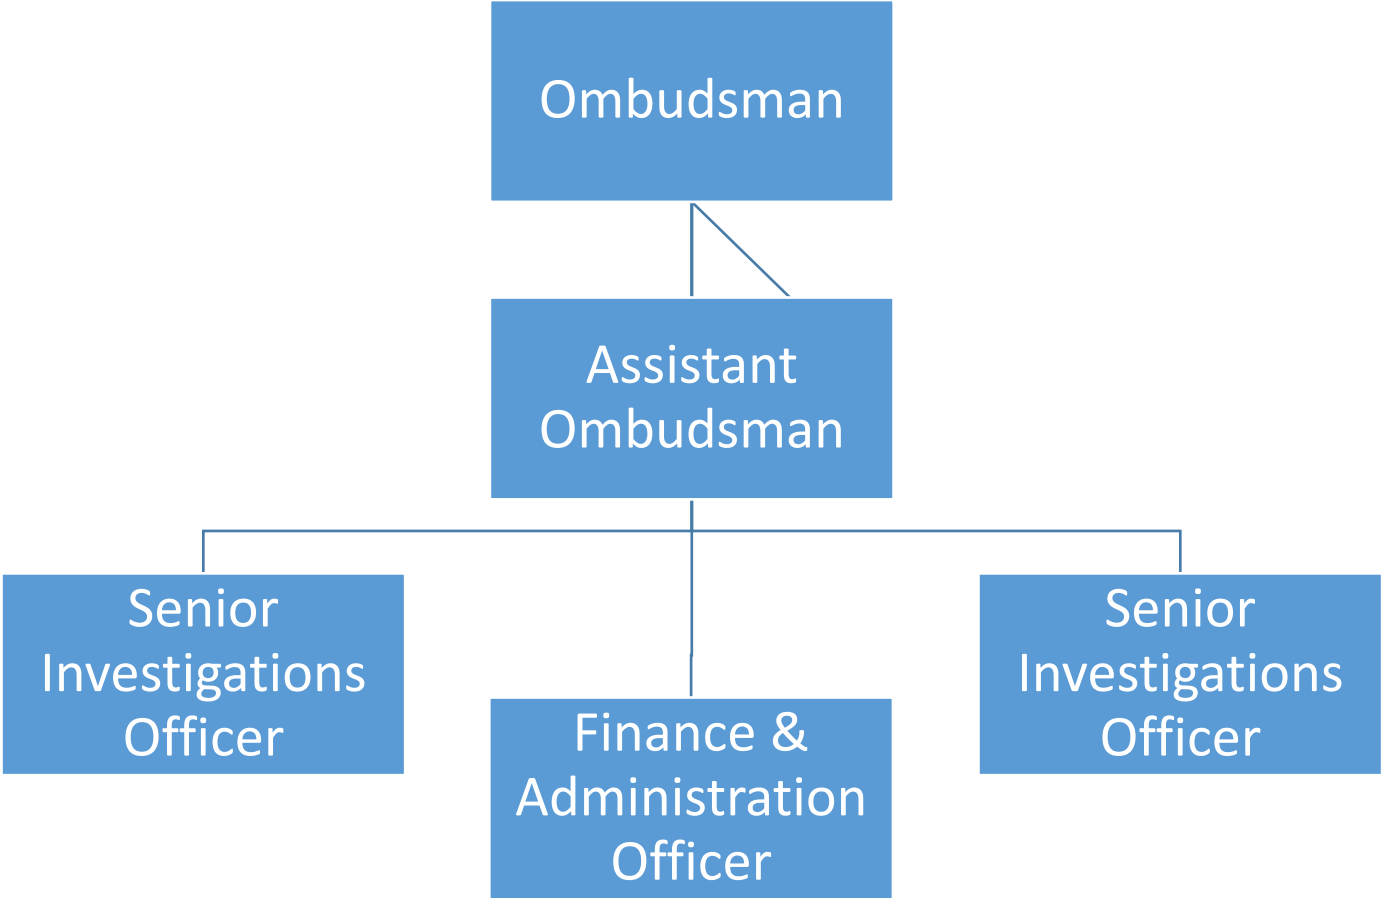 Ombudsman
Assistant
Ombudsman
Senior
Investigations
Officer
Finance &
Administration
Officer
Senior
Investigations
Officer